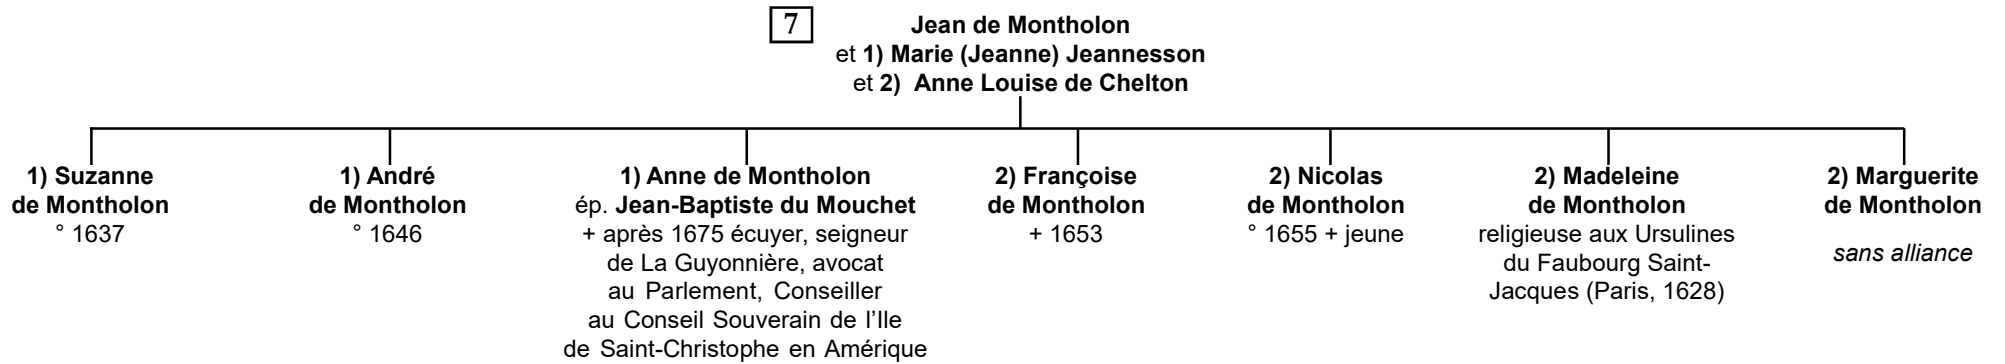 7
Jean de Montholon
et 1) Marie (Jeanne) Jeannesson
et 2) Anne Louise de Chelton
1) Suzanne
de Montholon
° 1637
1) André
de Montholon
° 1646
1) Anne de Montholon
ép. Jean-Baptiste du Mouchet
+ après 1675 écuyer, seigneur
de La Guyonnière, avocat
au Parlement, Conseiller
au Conseil Souverain de l'Ile
de Saint-Christophe en Amérique
2) Françoise
de Montholon
+ 1653
2) Nicolas
de Montholon
° 1655 + jeune
2) Madeleine
de Montholon
religieuse aux Ursulines
du Faubourg Saint-
Jacques (Paris, 1628)
2) Marguerite
de Montholon
sans alliance